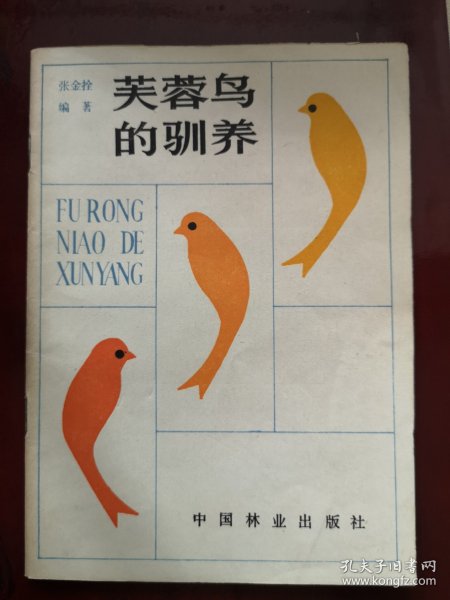 张金拴
编 著
芙蓉鸟
的驯养
FU RONG
NIAO DE
XUNYANG
中国林业出版社
孔夫子旧书网
www.kongfz.com